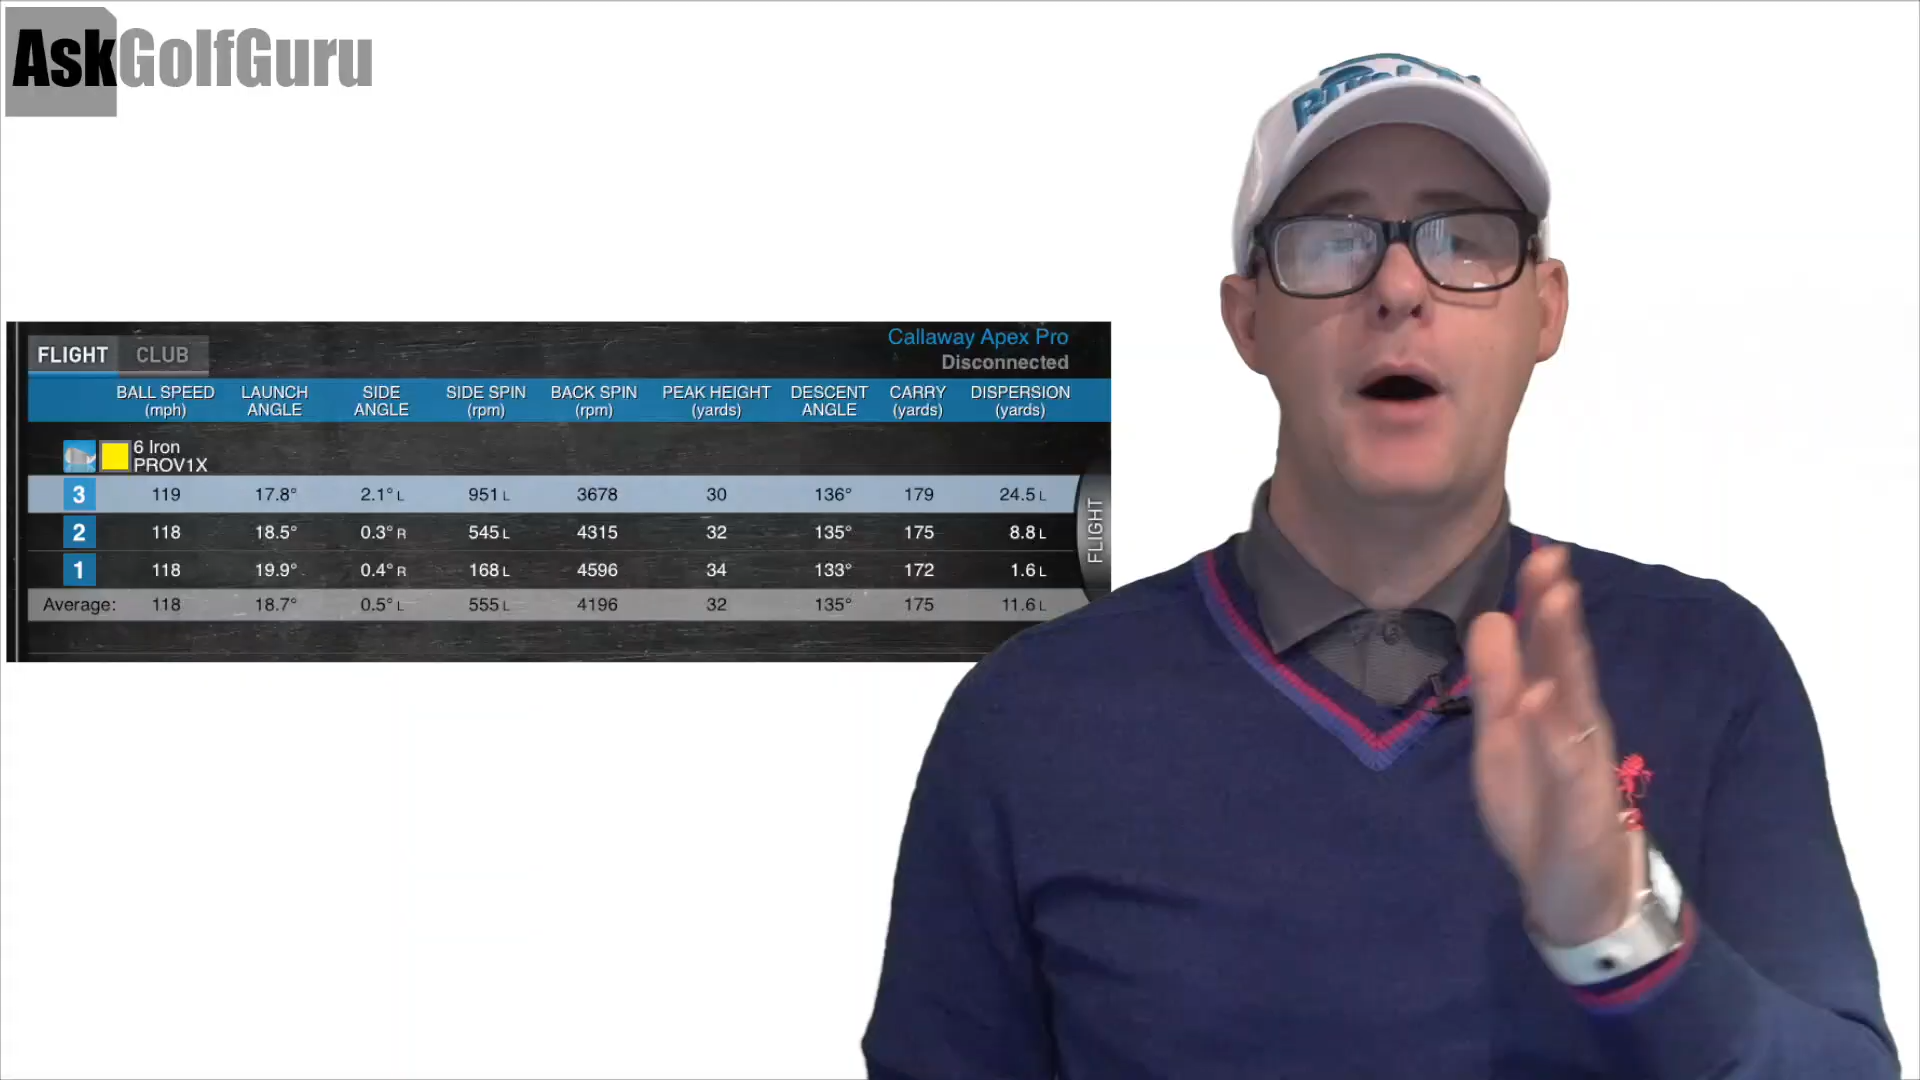 AskGolfGuru
Callaway Apex Pro
FLIGHT CLUB
Disconnected
BALL SPEED LAUNCH SIDE SIDE SPIN BACK SPIN PEAK HEIGHT DESCENT CARRY DISPERSION
(mph) ANGLE ANGLE (rpm) (rpm) (yards) ANGLE (yards) (yards)
6 Iron
PROV1X
3 119 17.8° 2.1° L 951 L 3678 30 136° 179 24.5 L
2 118 18.5° 0.3° R 545 L 4315 32 135° 175 8.8 L
1 118 19.9° 0.4° R 168 L 4596 34 133° 172 1.6 L
Average: 118 18.7° 0.5° L 555 L 4196 32 135° 175 11.6 L
FLIGHT